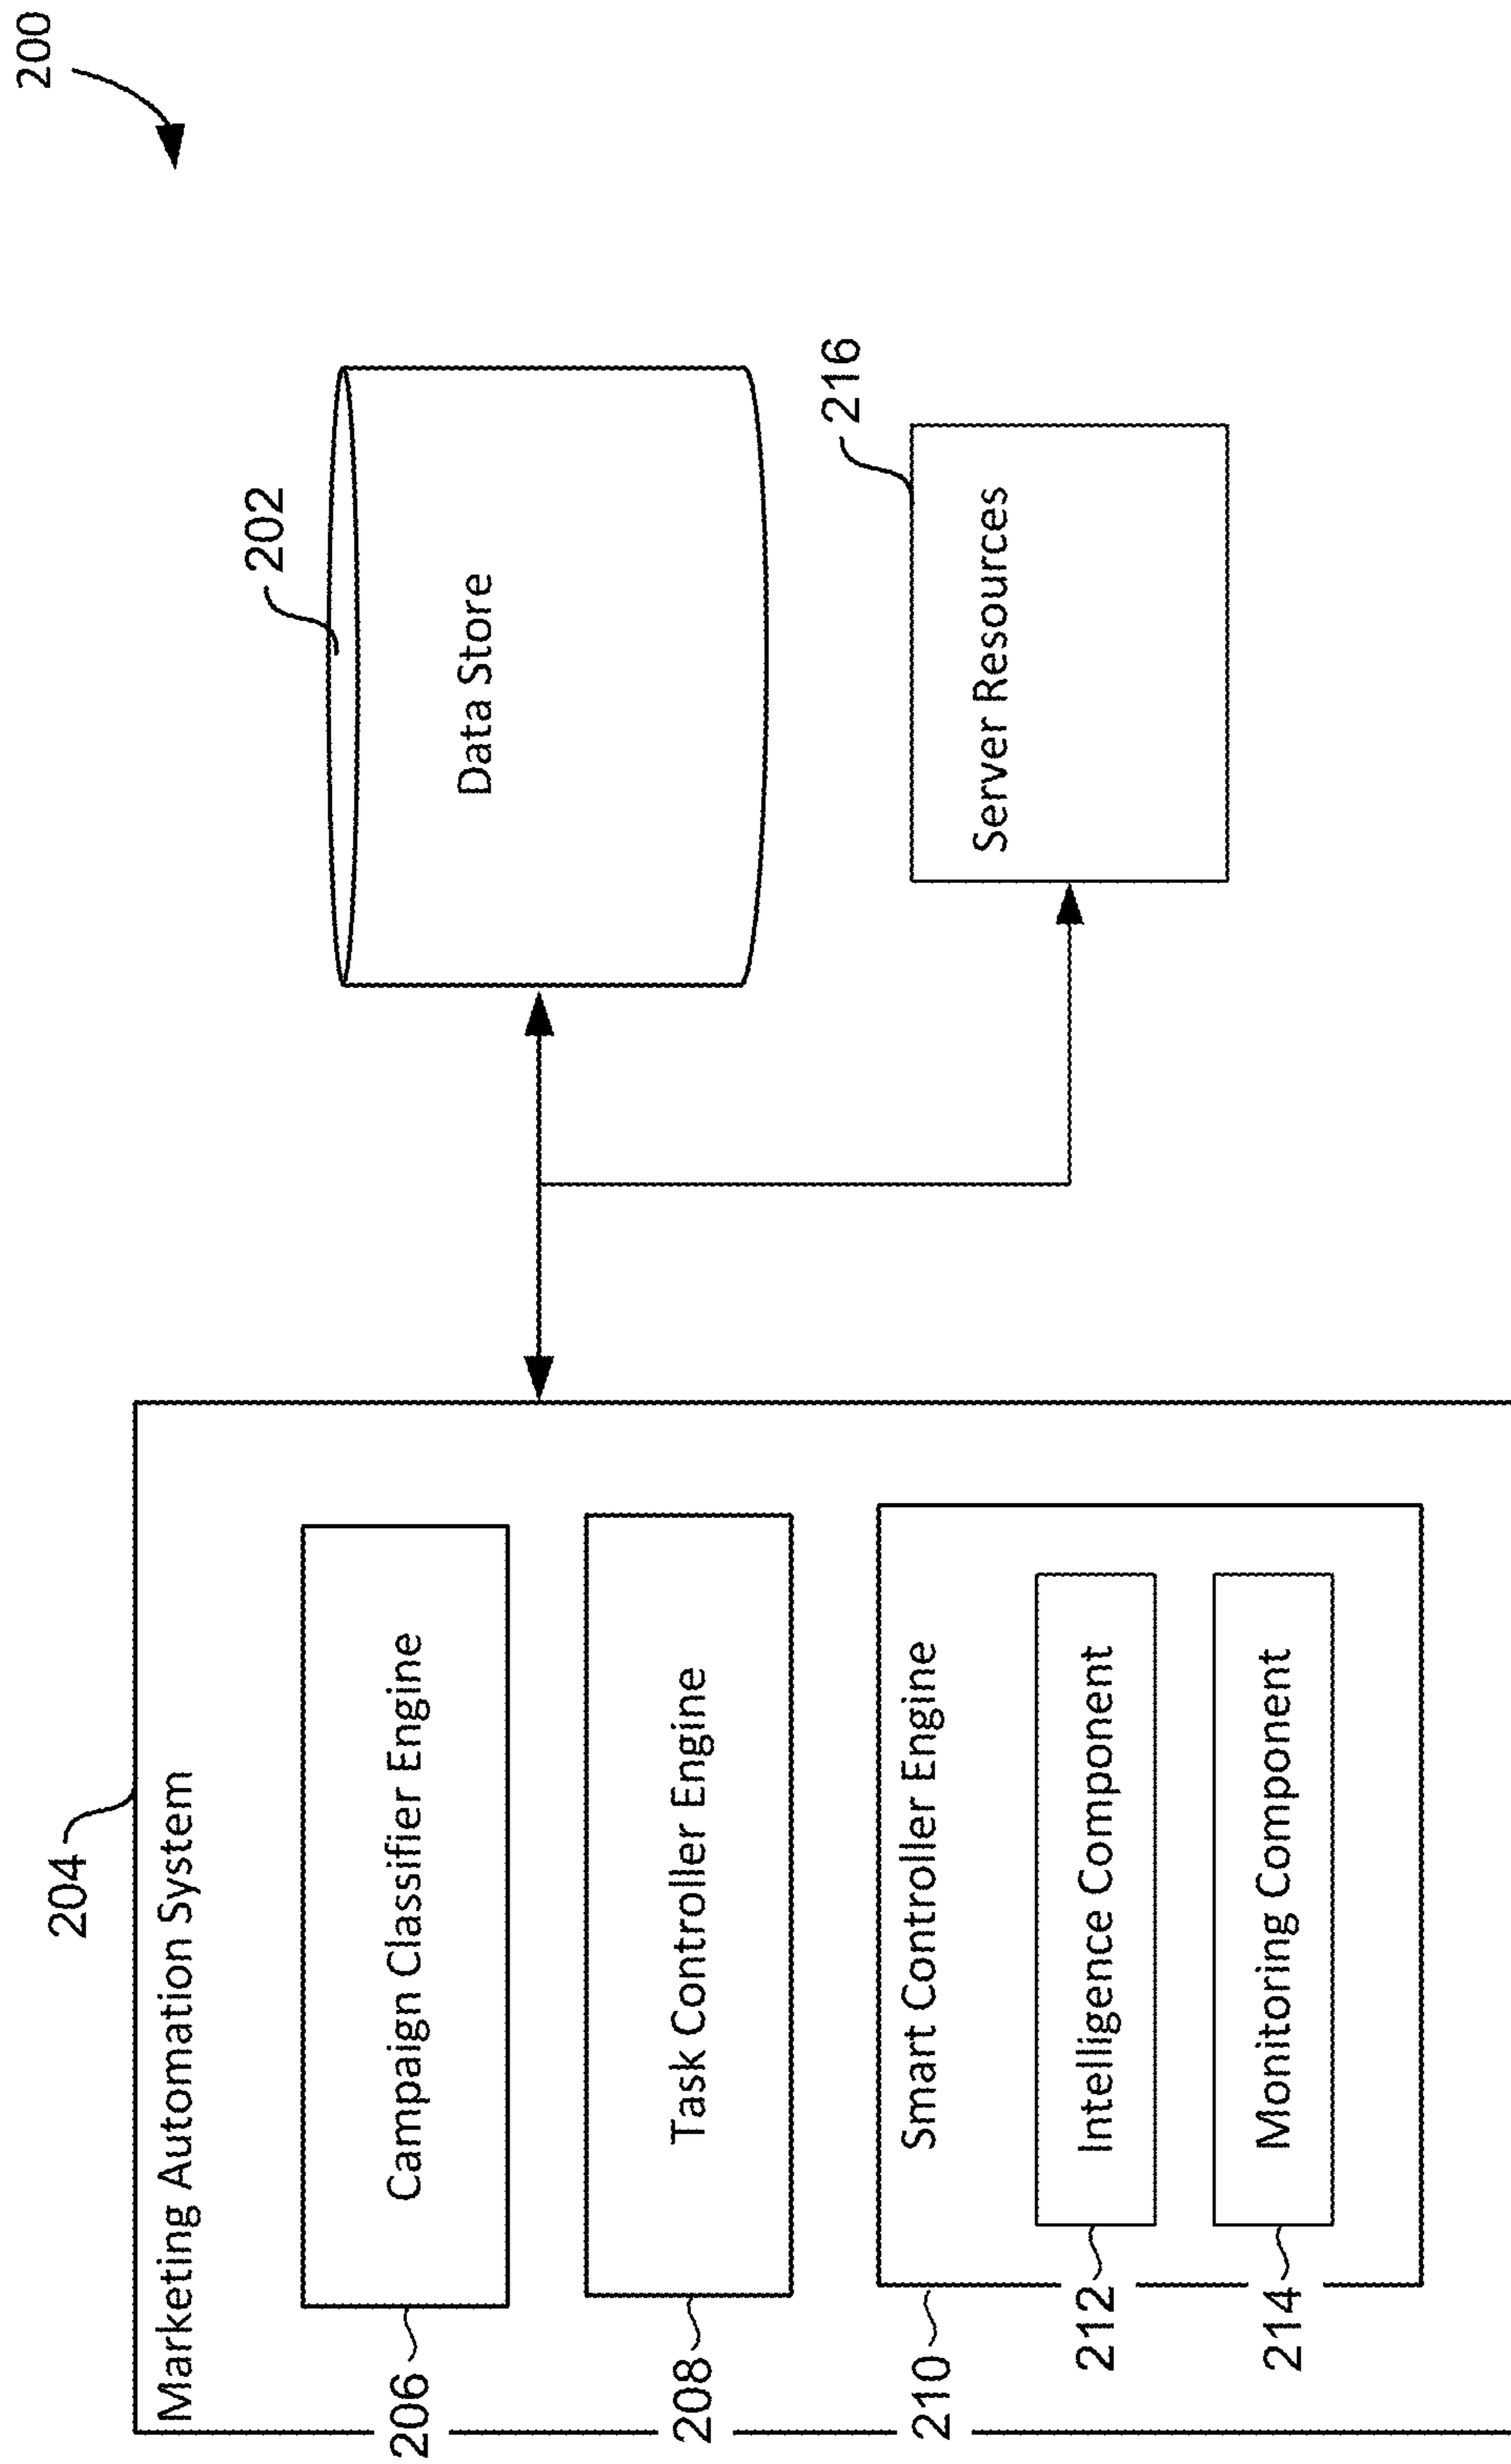 200
204
Marketing Automation System
202
Campaign Classifier Engine
206
Data Store
Task Controller Engine
208
216
Smart Controller Engine
210
Server Resources
Intelligence Component
212
Monitoring Component
214